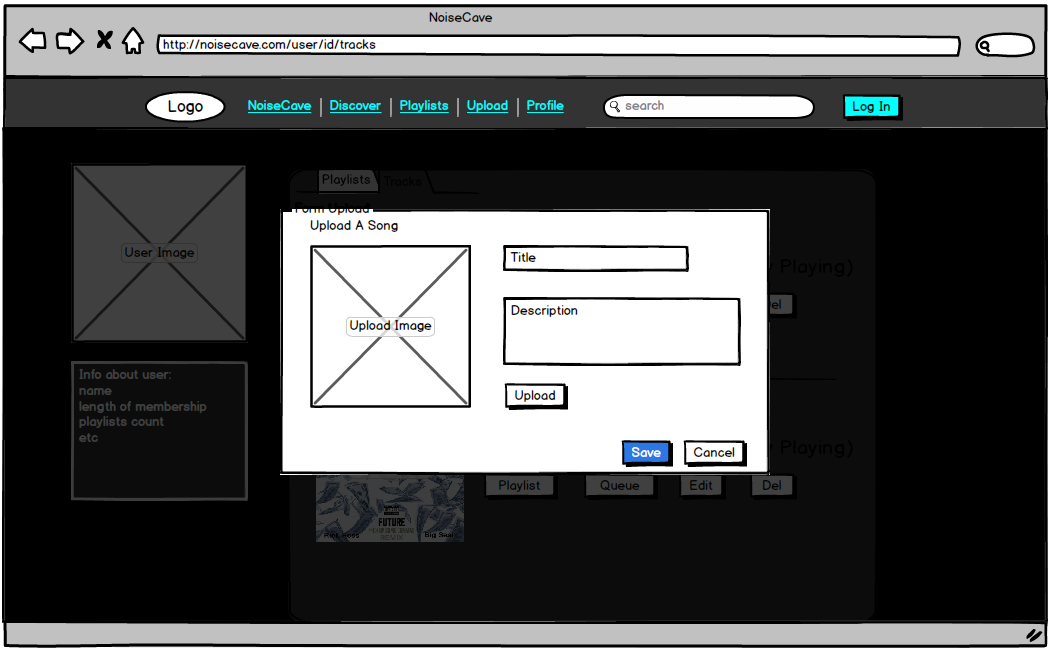 NoiseCave
http://noisecave.com/user/id/tracks
Logo
NoiseCave | Discover | Playlists | Upload | Profile
search
Log In
Playlists
Tracks
Form Upload
Upload A Song
User Image
Upload Image
Title
Description
Upload
Save
Cancel
Playing)
Del
Info about user:
name
length of membership
playlists count
etc
Playing)
Playlist
Queue
Edit
Del
FUTURE
REMIX
Rick Ross
Big Sean